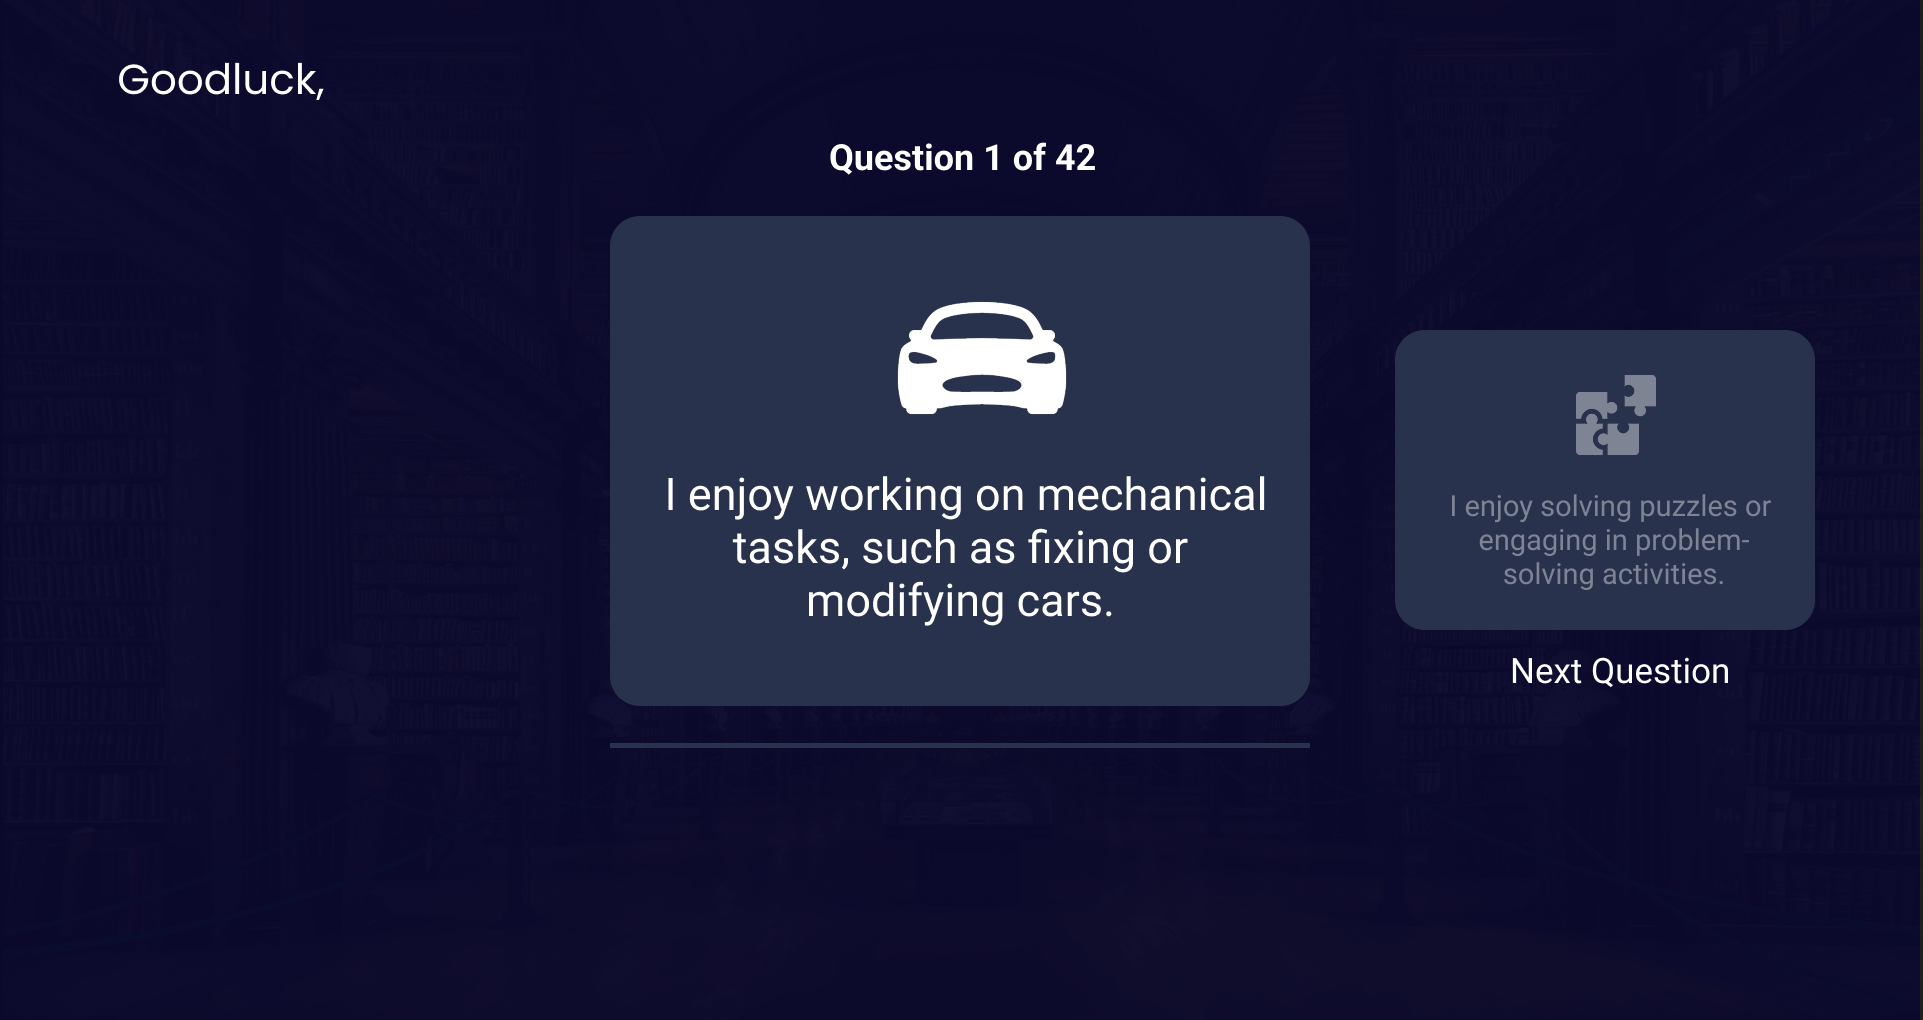 Goodluck,
Question 1 of 42
I enjoy working on mechanical
tasks, such as fixing or
modifying cars.
I enjoy solving puzzles or
engaging in problem-
solving activities.
Next Question